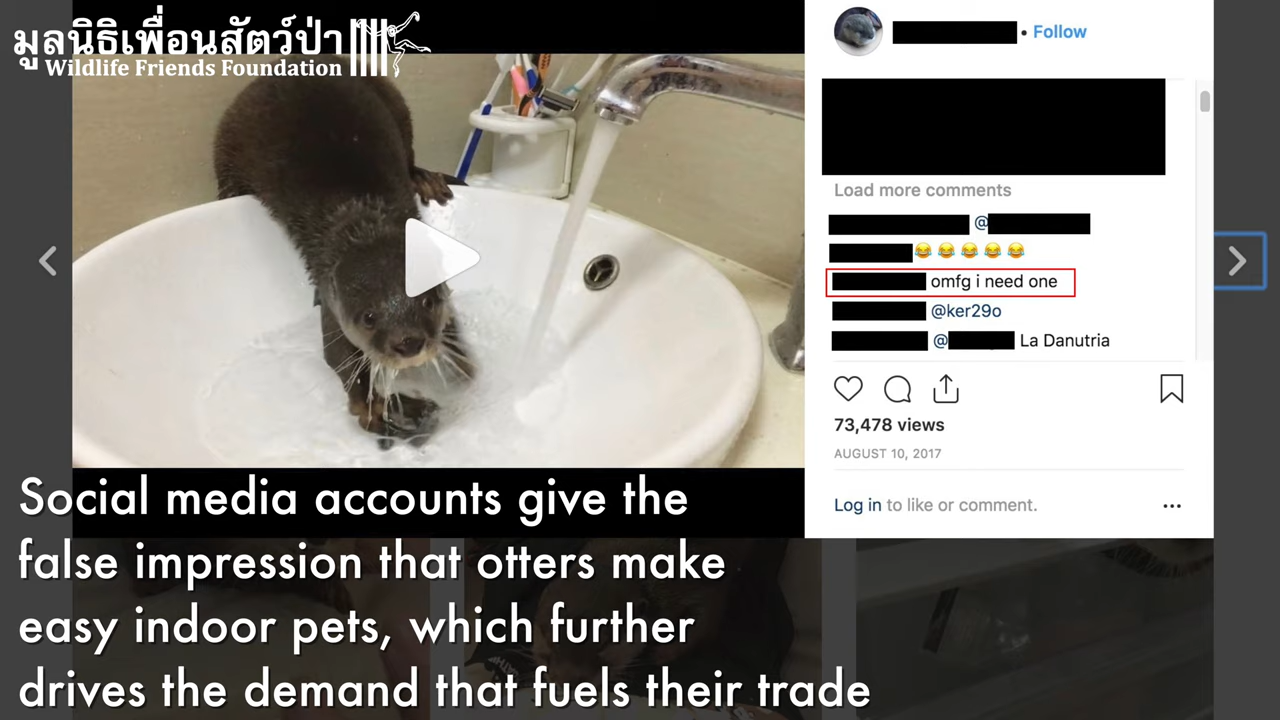 มูลนิธิเพื่อนสัตว์ป่า
Wildlife Friends Foundation
• Follow
Load more comments
@
😂😂😂😂😂
omfg i need one
@ker29o
@ La Danutria
73,478 views
AUGUST 10, 2017
Log in to like or comment.
Social media accounts give the
false impression that otters make
easy indoor pets, which further
drives the demand that fuels their trade